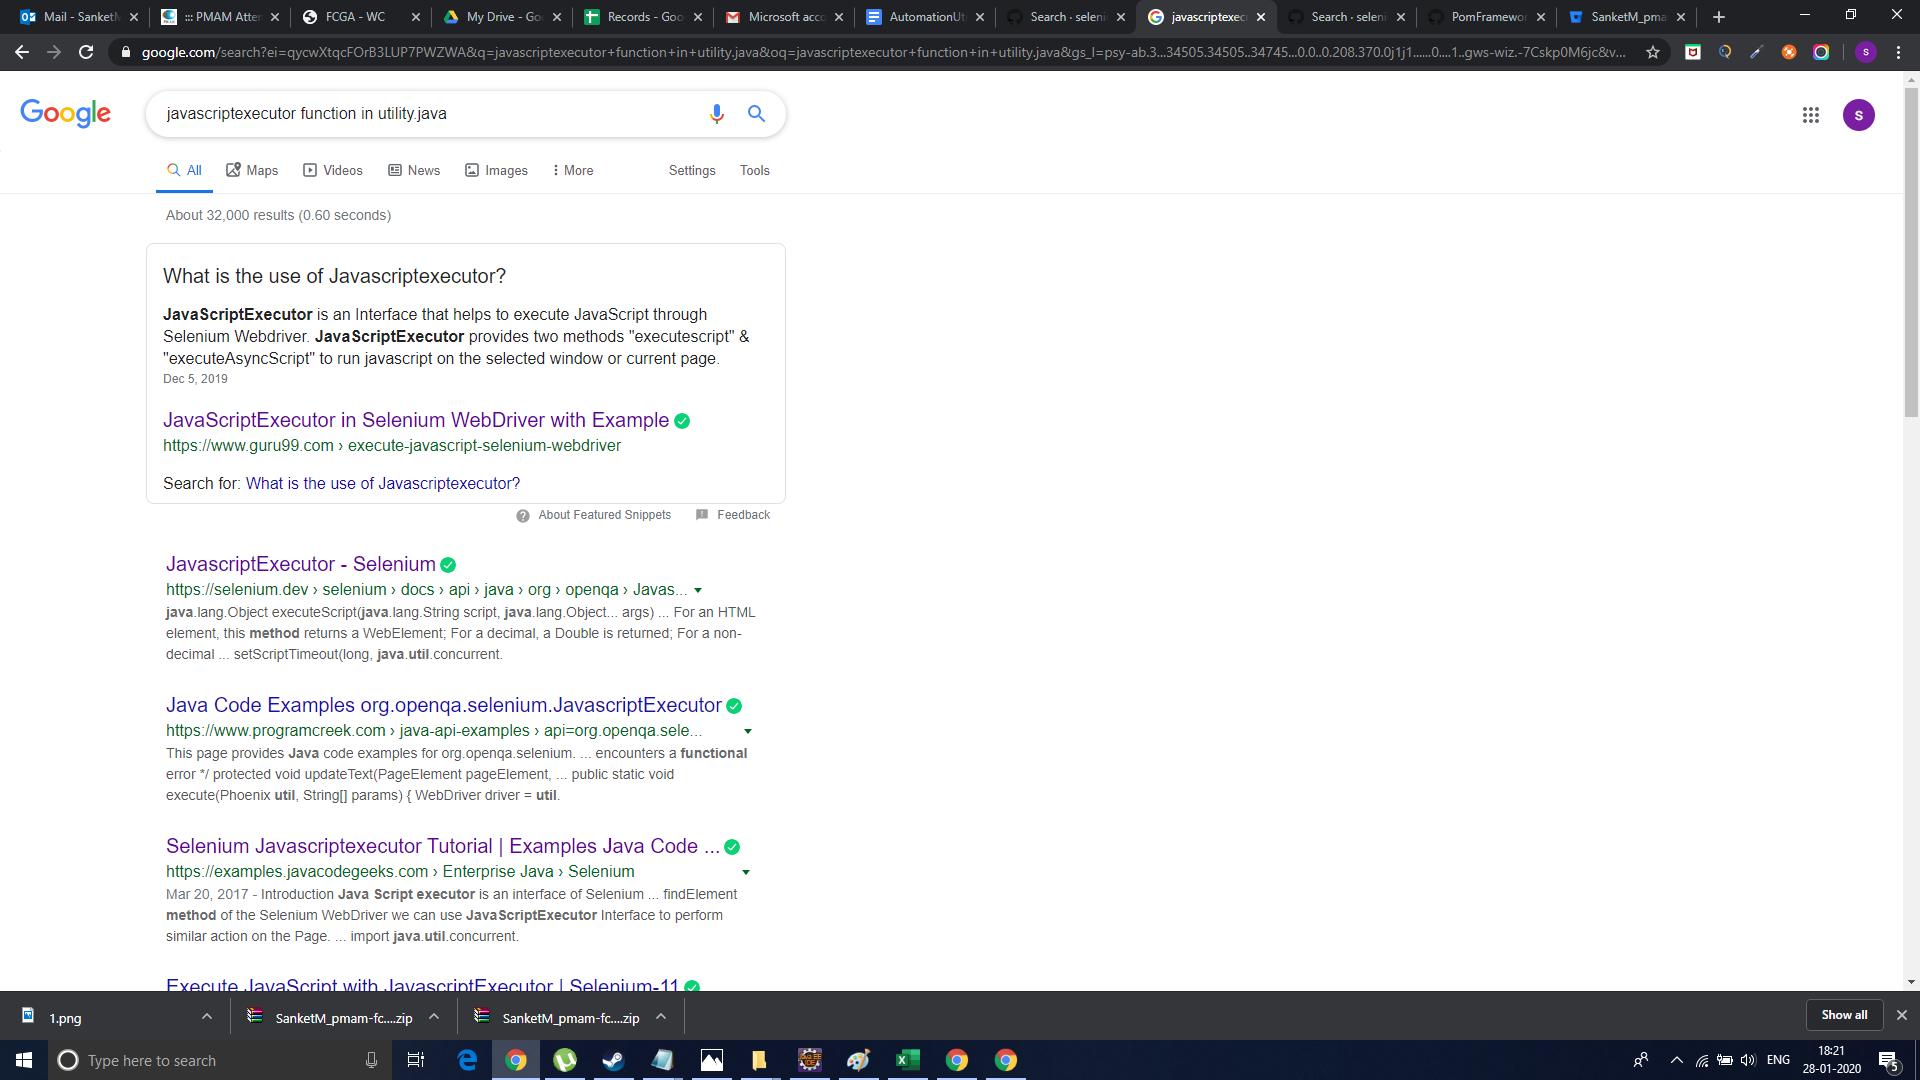 Mail - SanketM
::: PMAM Atten
FCGA - WC
My Drive - Goo
Records - Goo
Microsoft acco
AutomationUti
Search · seleni
javascriptexec
Search · seleni
PomFramewor
SanketM_pma
google.com/search?ei=qycwXtqcFOrB3LUP7PWZWA&q=javascriptexecutor+function+in+utility.java&oq=javascriptexecutor+function+in+utility.java&gs_l=psy-ab.3...34505.34505..34745...0.0..0.208.370.0j1j1......0....1..gws-wiz.-7Cskp0M6jc&v...
S
Google
javascriptexecutor function in utility.java
S
All
Maps
Videos
News
Images
More
Settings
Tools
About 32,000 results (0.60 seconds)
What is the use of Javascriptexecutor?
JavaScriptExecutor is an Interface that helps to execute JavaScript through
Selenium Webdriver. JavaScriptExecutor provides two methods "executescript" &
"executeAsyncScript" to run javascript on the selected window or current page.
Dec 5, 2019
JavaScriptExecutor in Selenium WebDriver with Example
https://www.guru99.com › execute-javascript-selenium-webdriver
Search for: What is the use of Javascriptexecutor?
About Featured Snippets
Feedback
JavascriptExecutor - Selenium
https://selenium.dev › selenium › docs › api › java › org › openqa › Javas...
java.lang.Object executeScript(java.lang.String script, java.lang.Object... args) ... For an HTML
element, this method returns a WebElement; For a decimal, a Double is returned; For a non-
decimal ... setScriptTimeout(long, java.util.concurrent.
Java Code Examples org.openqa.selenium.JavascriptExecutor
https://www.programcreek.com › java-api-examples › api=org.openqa.sele...
This page provides Java code examples for org.openqa.selenium. ... encounters a functional
error */ protected void updateText(PageElement pageElement, ... public static void
execute(Phoenix util, String[] params) { WebDriver driver = util.
Selenium Javascriptexecutor Tutorial | Examples Java Code ...
https://examples.javacodegeeks.com › Enterprise Java › Selenium
Mar 20, 2017 - Introduction Java Script executor is an interface of Selenium ... findElement
method of the Selenium WebDriver we can use JavaScriptExecutor Interface to perform
similar action on the Page. ... import java.util.concurrent.
Execute JavaScript with JavascriptExecutor | Selenium-11
1.png
SanketM_pmam-fc....zip
SanketM_pmam-fc....zip
Show all
Type here to search
ENG
18:21
28-01-2020
5